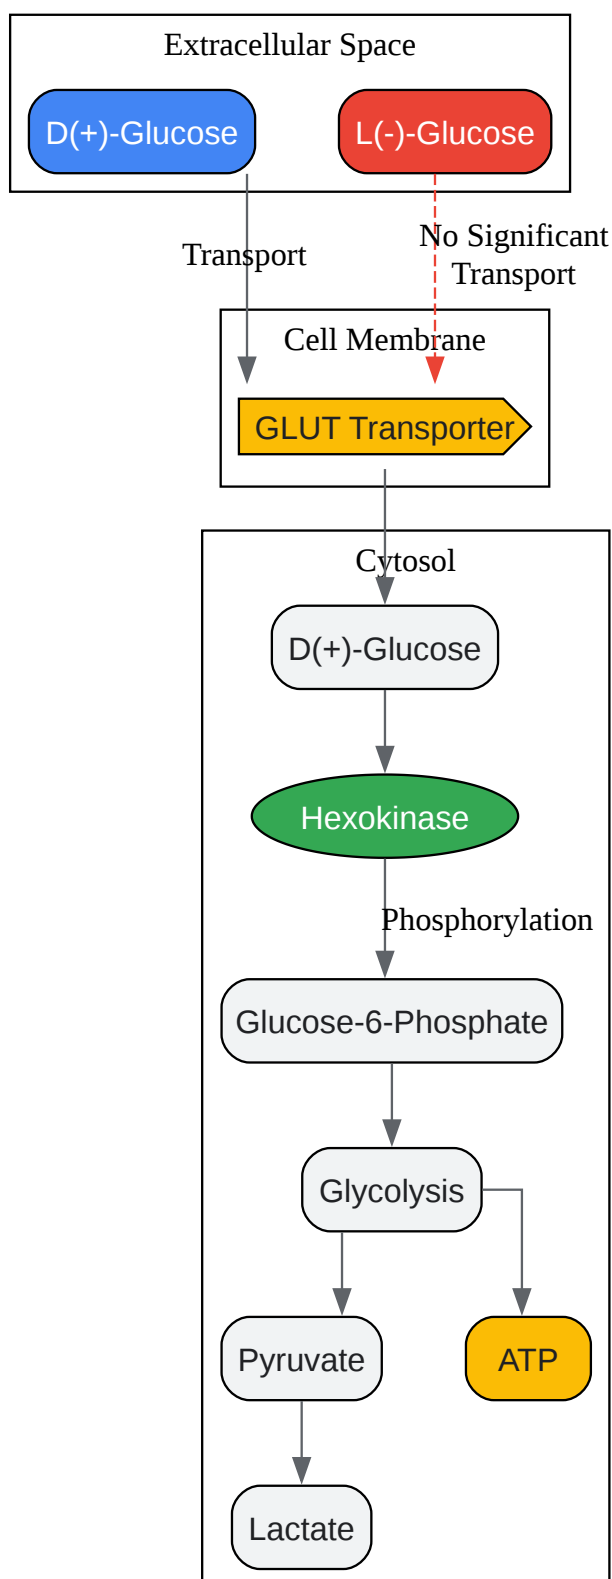 Extracellular Space
D(+)-Glucose
L(-)-Glucose
Transport
No Significant
Transport
Cell Membrane
GLUT Transporter
Cytosol
D(+)-Glucose
Hexokinase
Phosphorylation
Glucose-6-Phosphate
Glycolysis
Pyruvate
ATP
Lactate